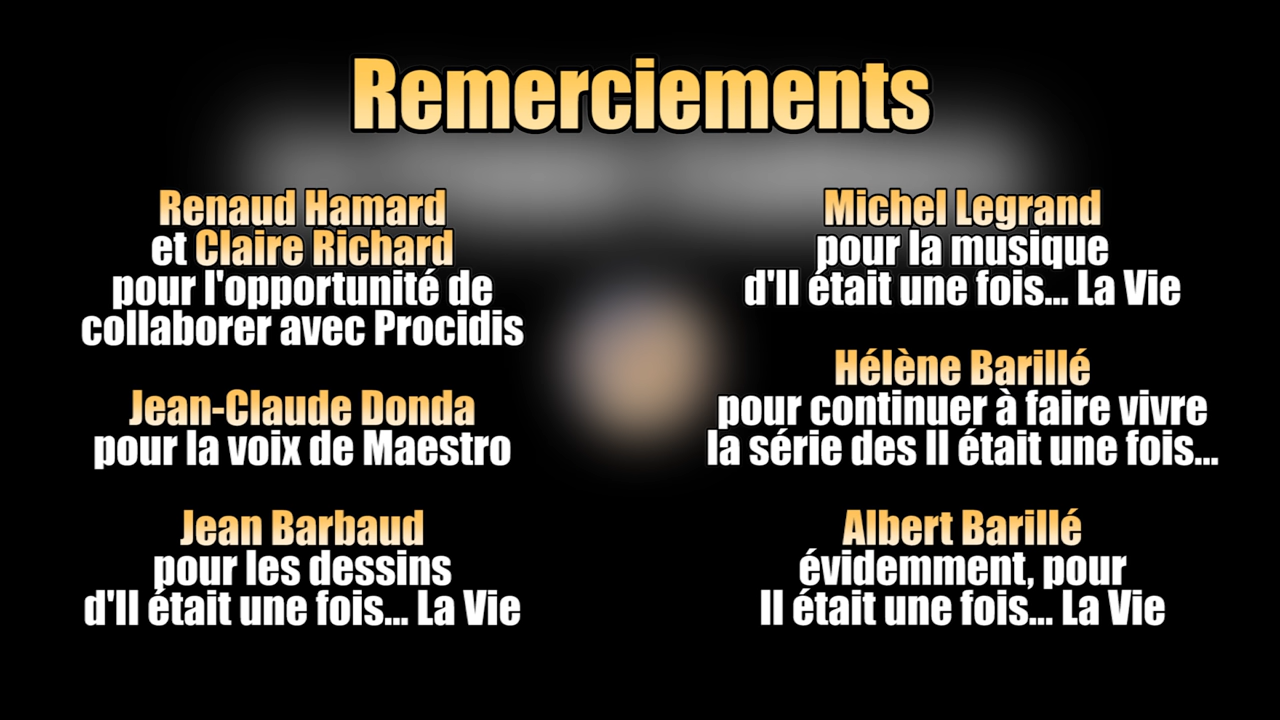 Remerciements
Renaud Hamard
et Claire Richard
pour l'opportunité de
collaborer avec Procidis
Jean-Claude Donda
pour la voix de Maestro
Jean Barbaud
pour les dessins
d'Il était une fois... La Vie
Michel Legrand
pour la musique
d'Il était une fois... La Vie
Hélène Barillé
pour continuer à faire vivre
la série des Il était une fois...
Albert Barillé
évidemment, pour
Il était une fois... La Vie